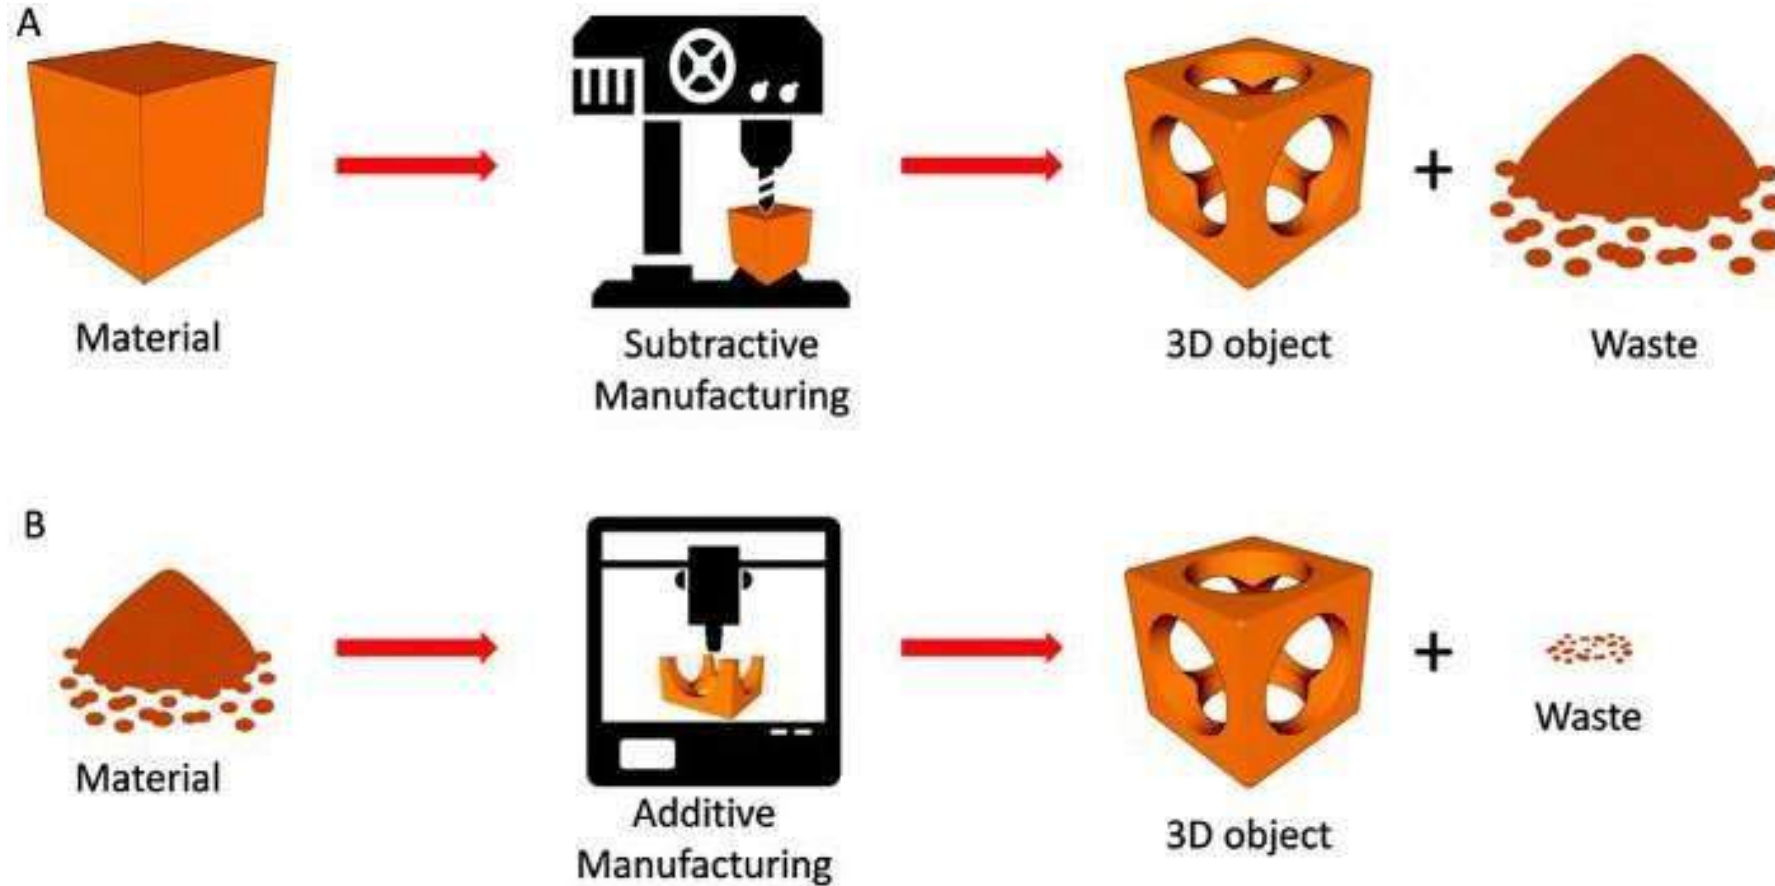 A
Material
Subtractive
Manufacturing
3D object
+
Waste
B
Material
Additive
Manufacturing
3D object
+
Waste